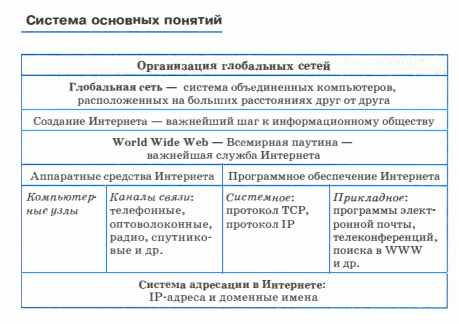 Система основных понятий
Организация глобальных сетей
Глобальная сеть — система объединенных компьютеров,
расположенных на больших расстояниях друг от друга
Создание Интернета — важнейший шаг к информационному обществу
World Wide Web — Всемирная паутина —
важнейшая служба Интернета
Аппаратные средства Интернета
Программное обеспечение Интернета
Компьютер-
ные узлы
Каналы связи:
телефонные,
оптоволоконные,
радио, спутнико-
вые и др.
Системное:
протокол TCP,
протокол IP
Прикладное:
программы элект-
ронной почты,
телеконференций,
поиска в WWW
и др.
Система адресации в Интернете:
IP-адреса и доменные имена